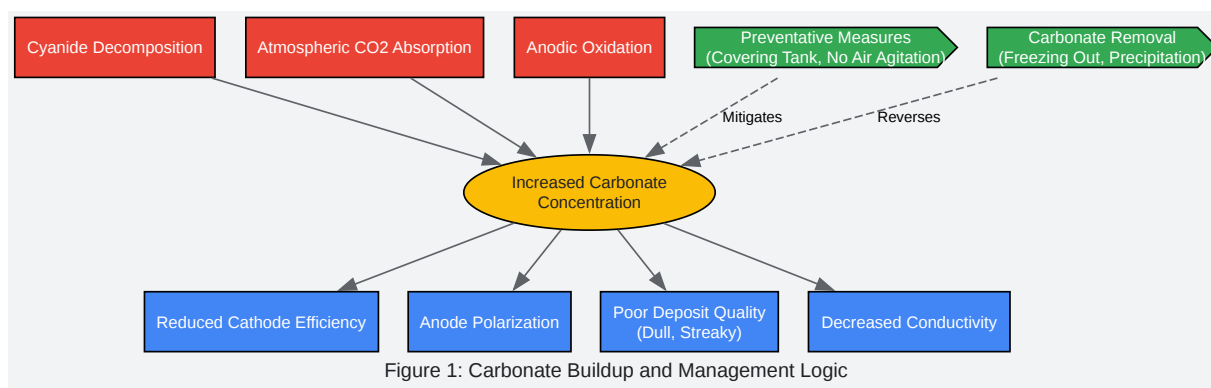 Cyanide Decomposition
Atmospheric CO2 Absorption
Anodic Oxidation
Preventative Measures
(Covering Tank, No Air Agitation)
Carbonate Removal
(Freezing Out, Precipitation)
Mitigates
Reverses
Increased Carbonate
Concentration
Reduced Cathode Efficiency
Anode Polarization
Poor Deposit Quality
(Dull, Streaky)
Decreased Conductivity
Figure 1: Carbonate Buildup and Management Logic